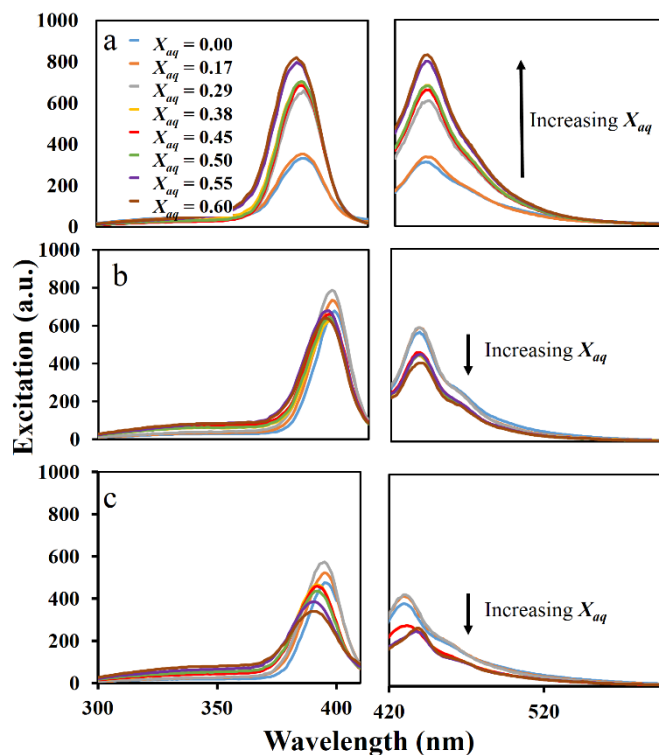 1000
a
X_aq = 0.00
800
X_aq = 0.17
X_aq = 0.29
600
X_aq = 0.38
X_aq = 0.45
400
X_aq = 0.50
X_aq = 0.55
200
X_aq = 0.60
0
Increasing X_aq
1000
b
800
600
400
200
0
Increasing X_aq
1000
c
800
600
400
200
0
300
350
400
Increasing X_aq
420
520
Excitation (a.u.)
Wavelength (nm)